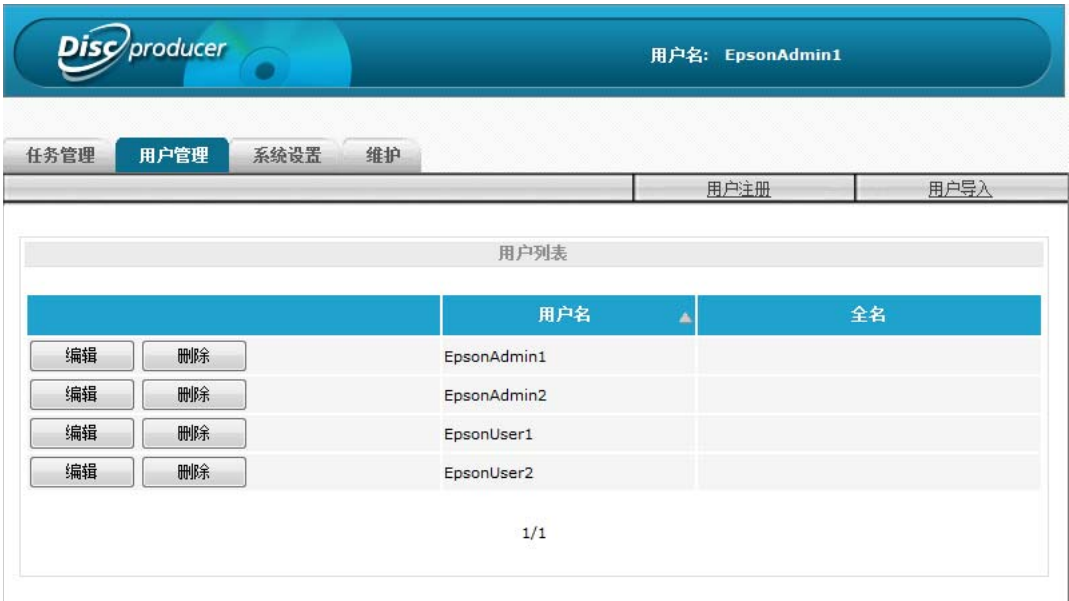 Disc producer
用户名: EpsonAdmin1
任务管理 用户管理 系统设置 维护
用户注册 用户导入
用户列表
用户名 全名
编辑 删除 EpsonAdmin1
编辑 删除 EpsonAdmin2
编辑 删除 EpsonUser1
编辑 删除 EpsonUser2
1/1